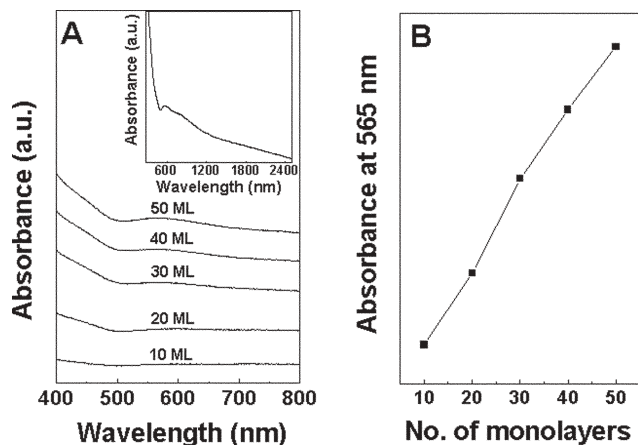 A
Absorbance (a.u.)
50 ML
40 ML
30 ML
20 ML
10 ML
400 500 600 700 800
Wavelength (nm)
Absorbance (a.u.)
600 1200 1800 2400
Wavelength (nm)
B
Absorbance at 565 nm
10 20 30 40 50
No. of monolayers